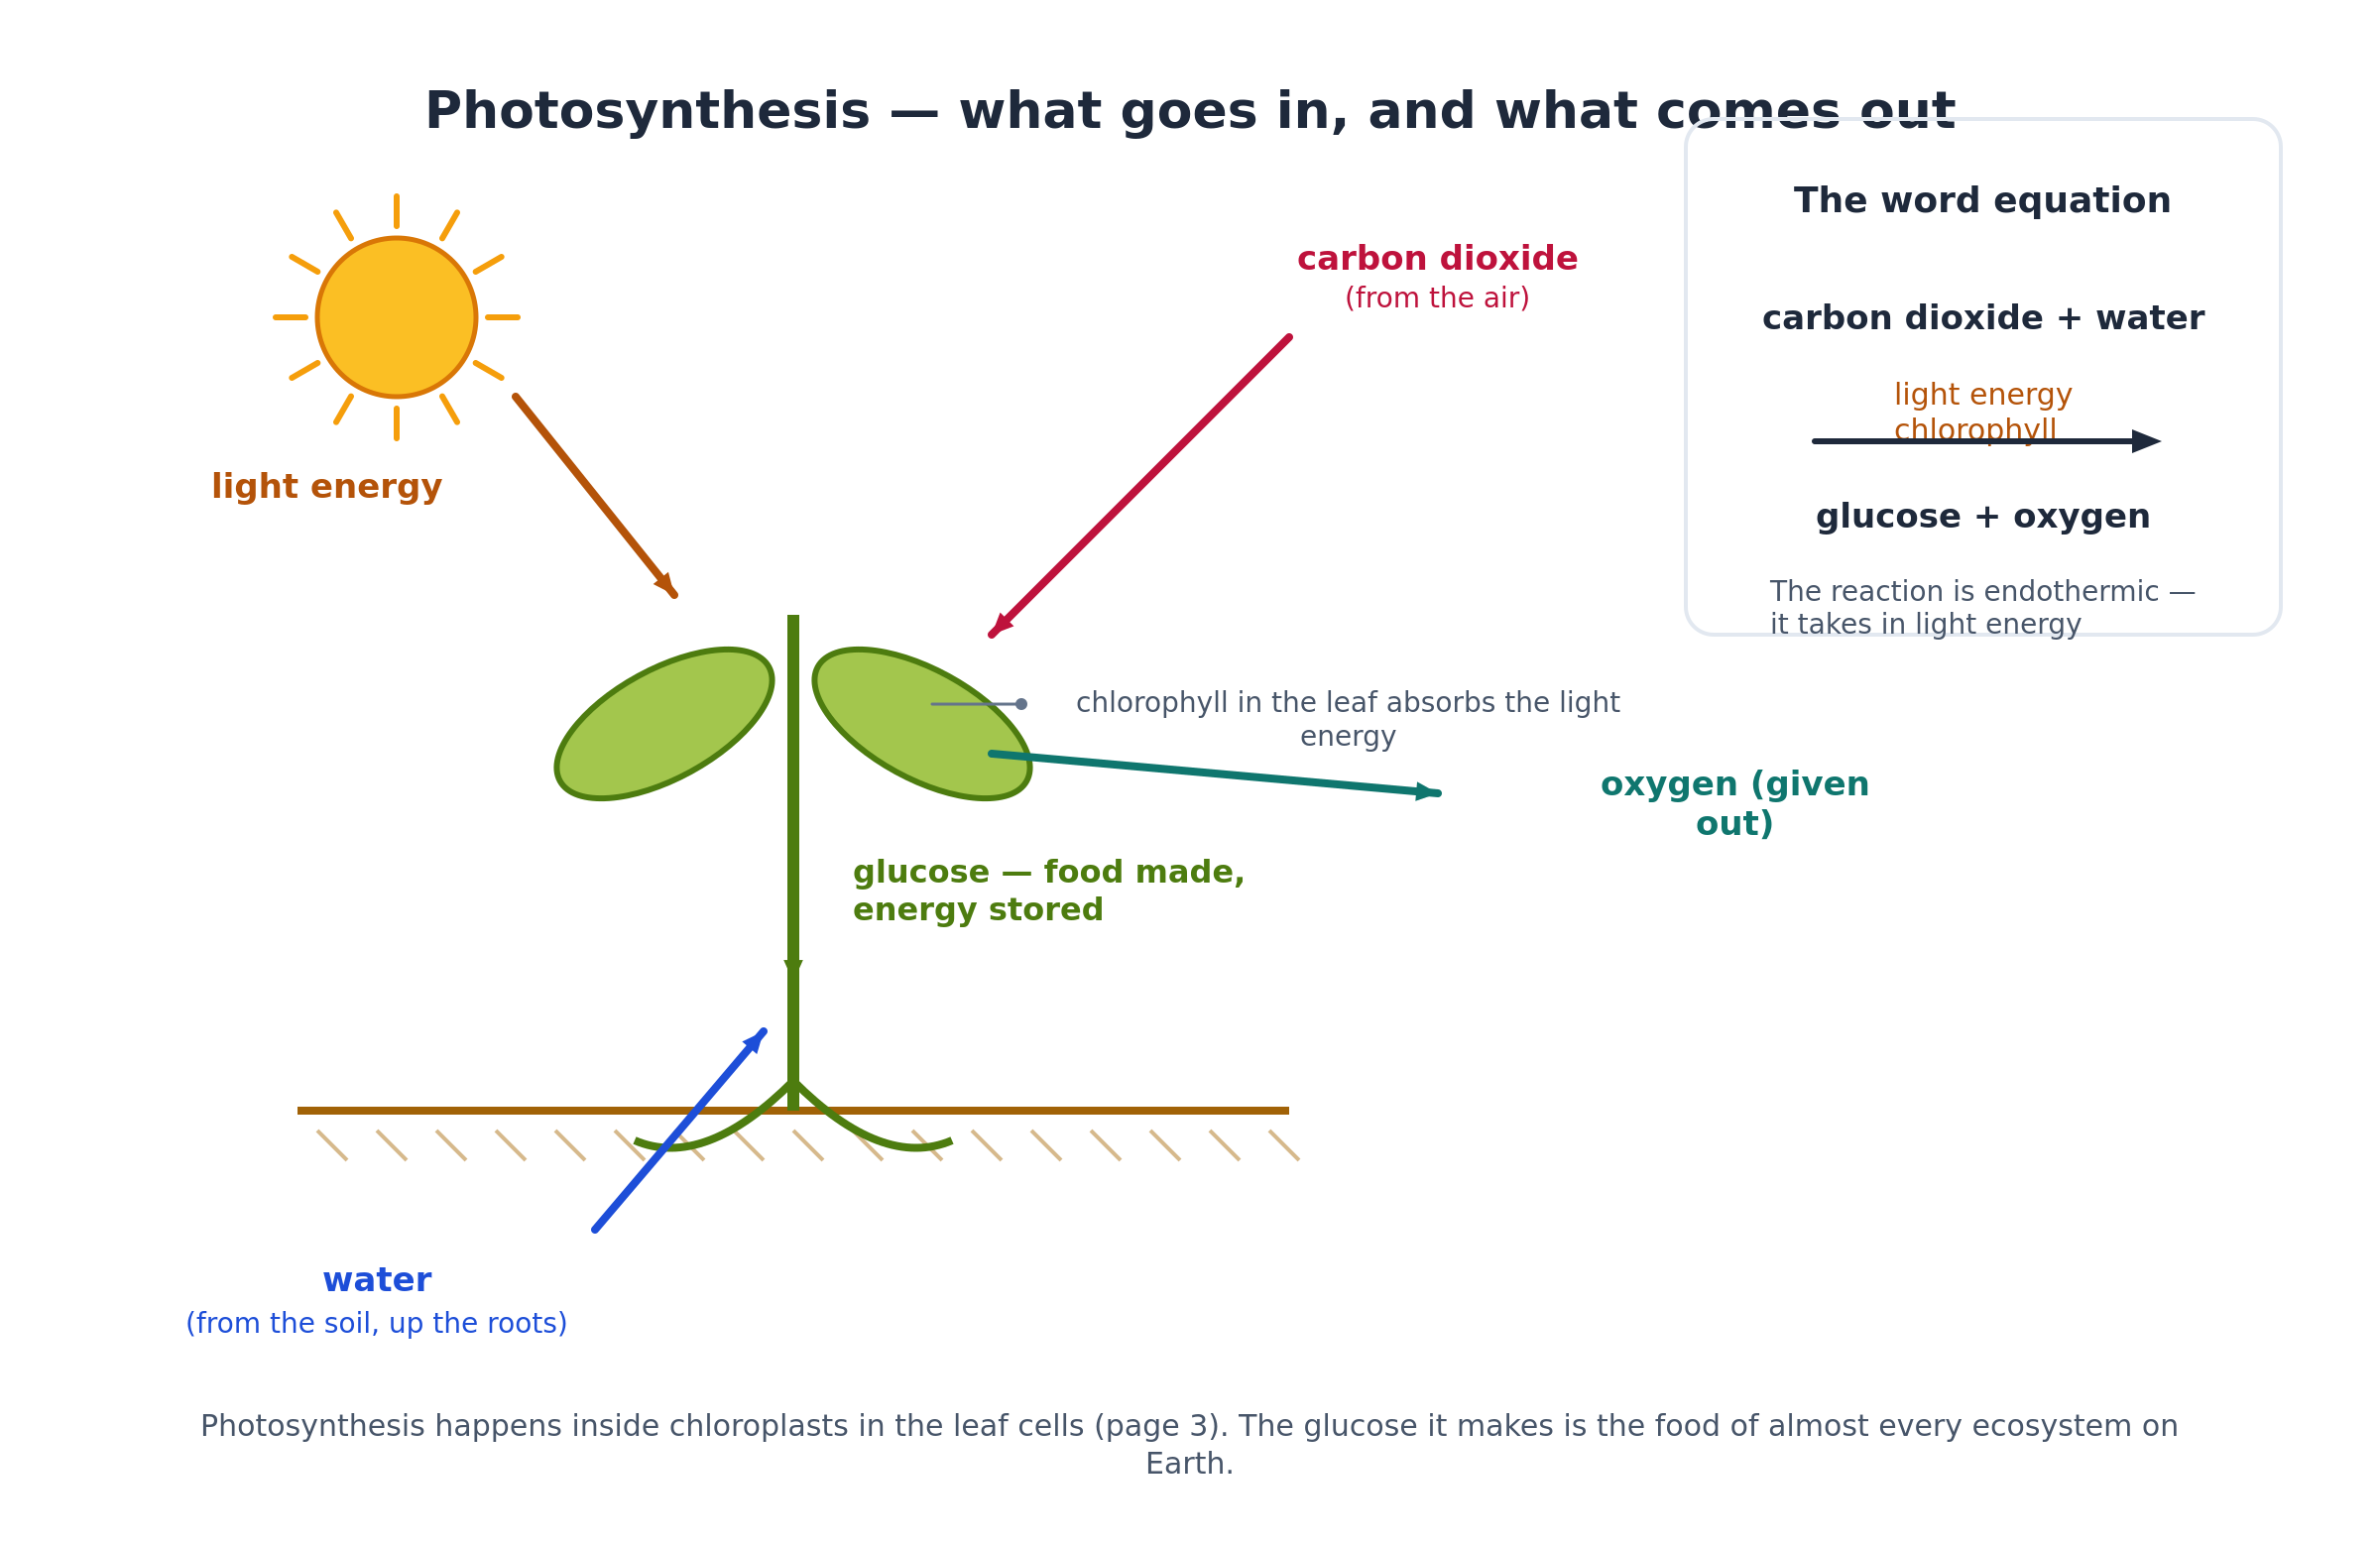 Photosynthesis — what goes in, and what comes out
light energy
carbon dioxide
(from the air)
The word equation
carbon dioxide + water
light energy
chlorophyll
glucose + oxygen
The reaction is endothermic —
it takes in light energy
chlorophyll in the leaf absorbs the light
energy
oxygen (given
out)
glucose — food made,
energy stored
water
(from the soil, up the roots)
Photosynthesis happens inside chloroplasts in the leaf cells (page 3). The glucose it makes is the food of almost every ecosystem on
Earth.